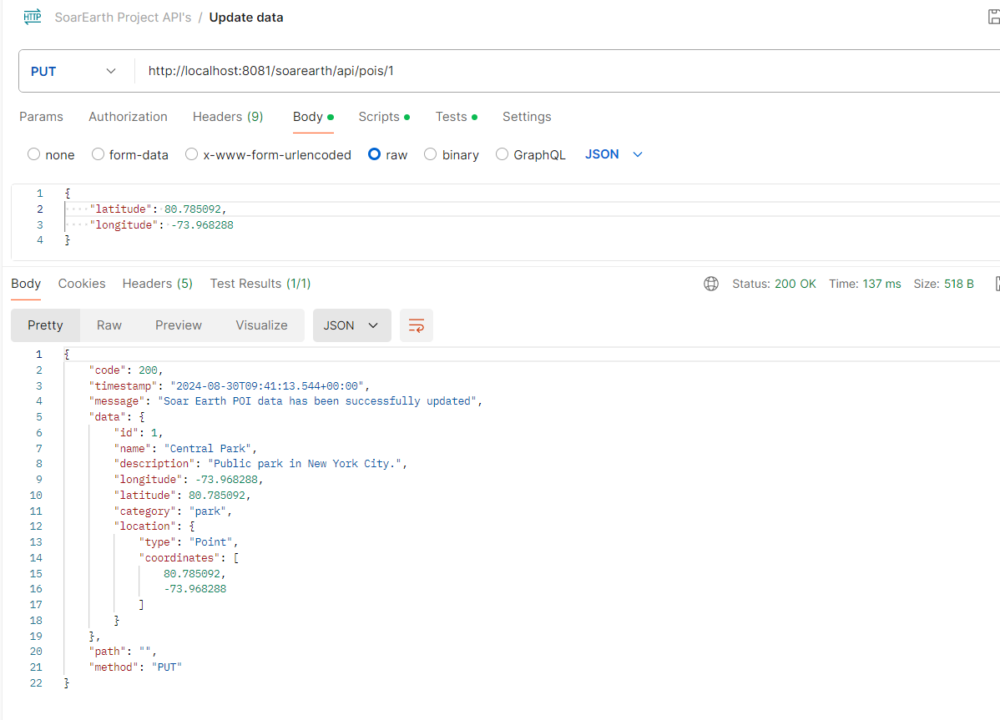 HTTP SoarEarth Project API's / Update data
PUT http://localhost:8081/soarearth/api/pois/1
Params Authorization Headers (9) Body Scripts Tests Settings
none form-data x-www-form-urlencoded raw binary GraphQL JSON
1 {
2 "latitude": 80.785092,
3 "longitude": -73.968288
4 }
Body Cookies Headers (5) Test Results (1/1) Status: 200 OK Time: 137 ms Size: 518 B
Pretty Raw Preview Visualize JSON
1 {
2 "code": 200,
3 "timestamp": "2024-08-30T09:41:13.544+00:00",
4 "message": "Soar Earth POI data has been successfully updated",
5 "data": {
6 "id": 1,
7 "name": "Central Park",
8 "description": "Public park in New York City.",
9 "longitude": -73.968288,
10 "latitude": 80.785092,
11 "category": "park",
12 "location": {
13 "type": "Point",
14 "coordinates": [
15 80.785092,
16 -73.968288
17 ]
18 }
19 },
20 "path": "",
21 "method": "PUT"
22 }